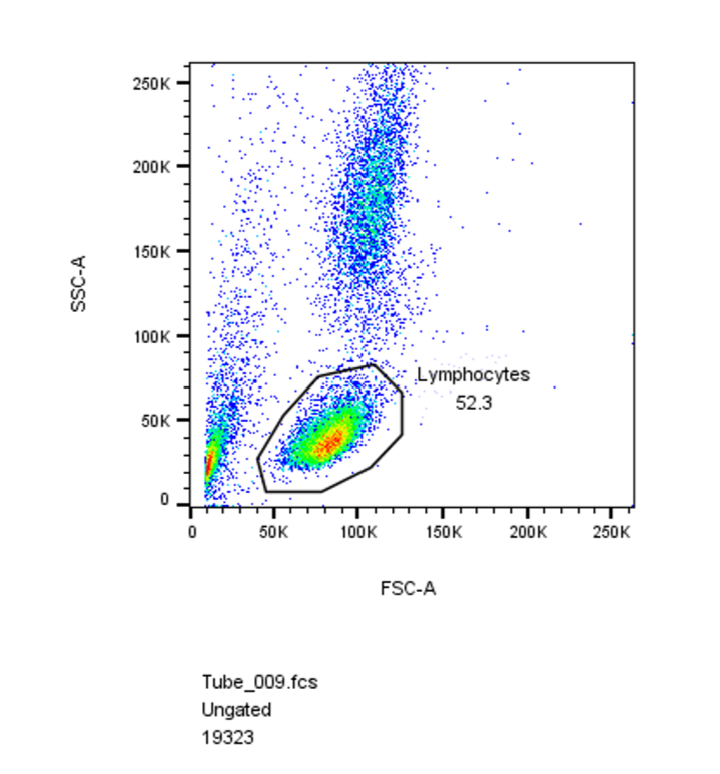 250K
200K
150K
100K
50K
0
SSC-A
Lymphocytes
52.3
0 50K 100K 150K 200K 250K
FSC-A
Tube_009.fcs
Ungated
19323